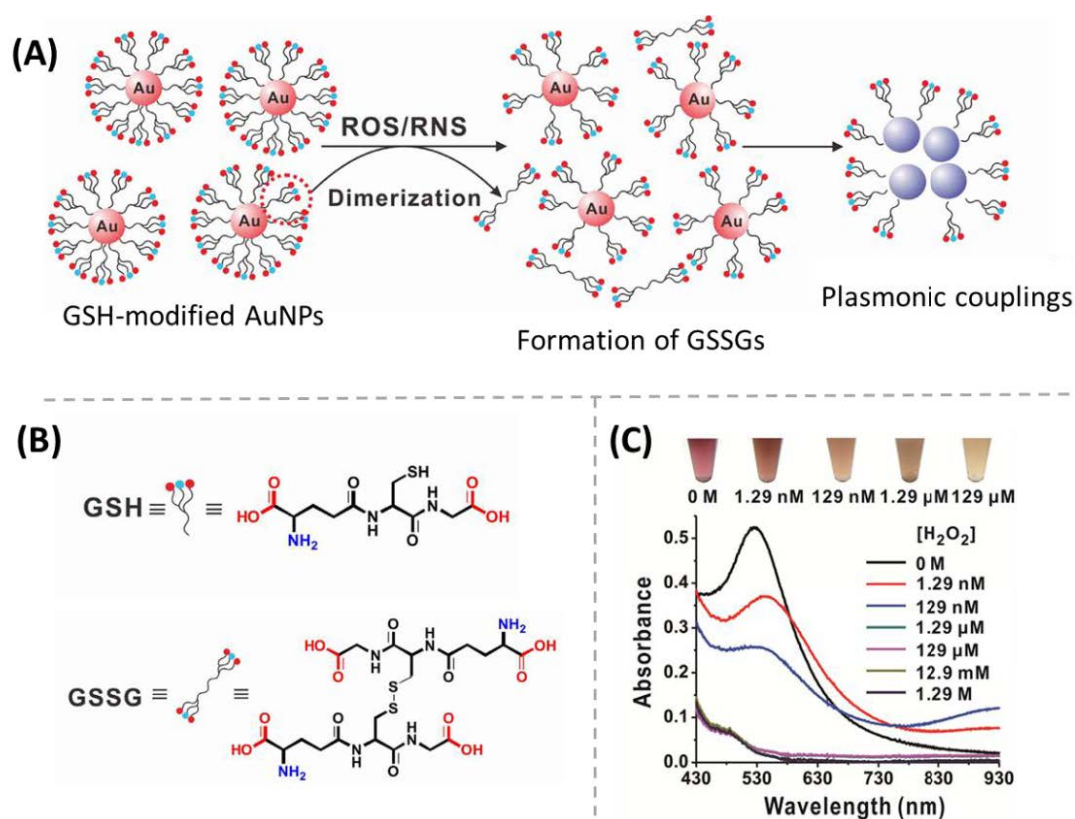 (A)
Au
Au
Au
Au
ROS/RNS
Dimerization
Au
Au
Au
Au
GSH-modified AuNPs
Formation of GSSGs
Plasmonic couplings
(B)
GSH ≡ ≡
SH
O
O
O
HO
N
H
H
N
OH
NH₂
O
GSSG ≡ ≡
O
O
NH₂
HO
N
H
H
N
OH
O
O
O
S
S
O
O
O
O
HO
N
H
H
N
OH
NH₂
O
(C)
0 M 1.29 nM 129 nM 1.29 µM 129 µM
[H₂O₂]
0 M
1.29 nM
129 nM
1.29 µM
129 µM
12.9 mM
1.29 M
Absorbance
0.5
0.4
0.3
0.2
0.1
0.0
430 530 630 730 830 930
Wavelength (nm)